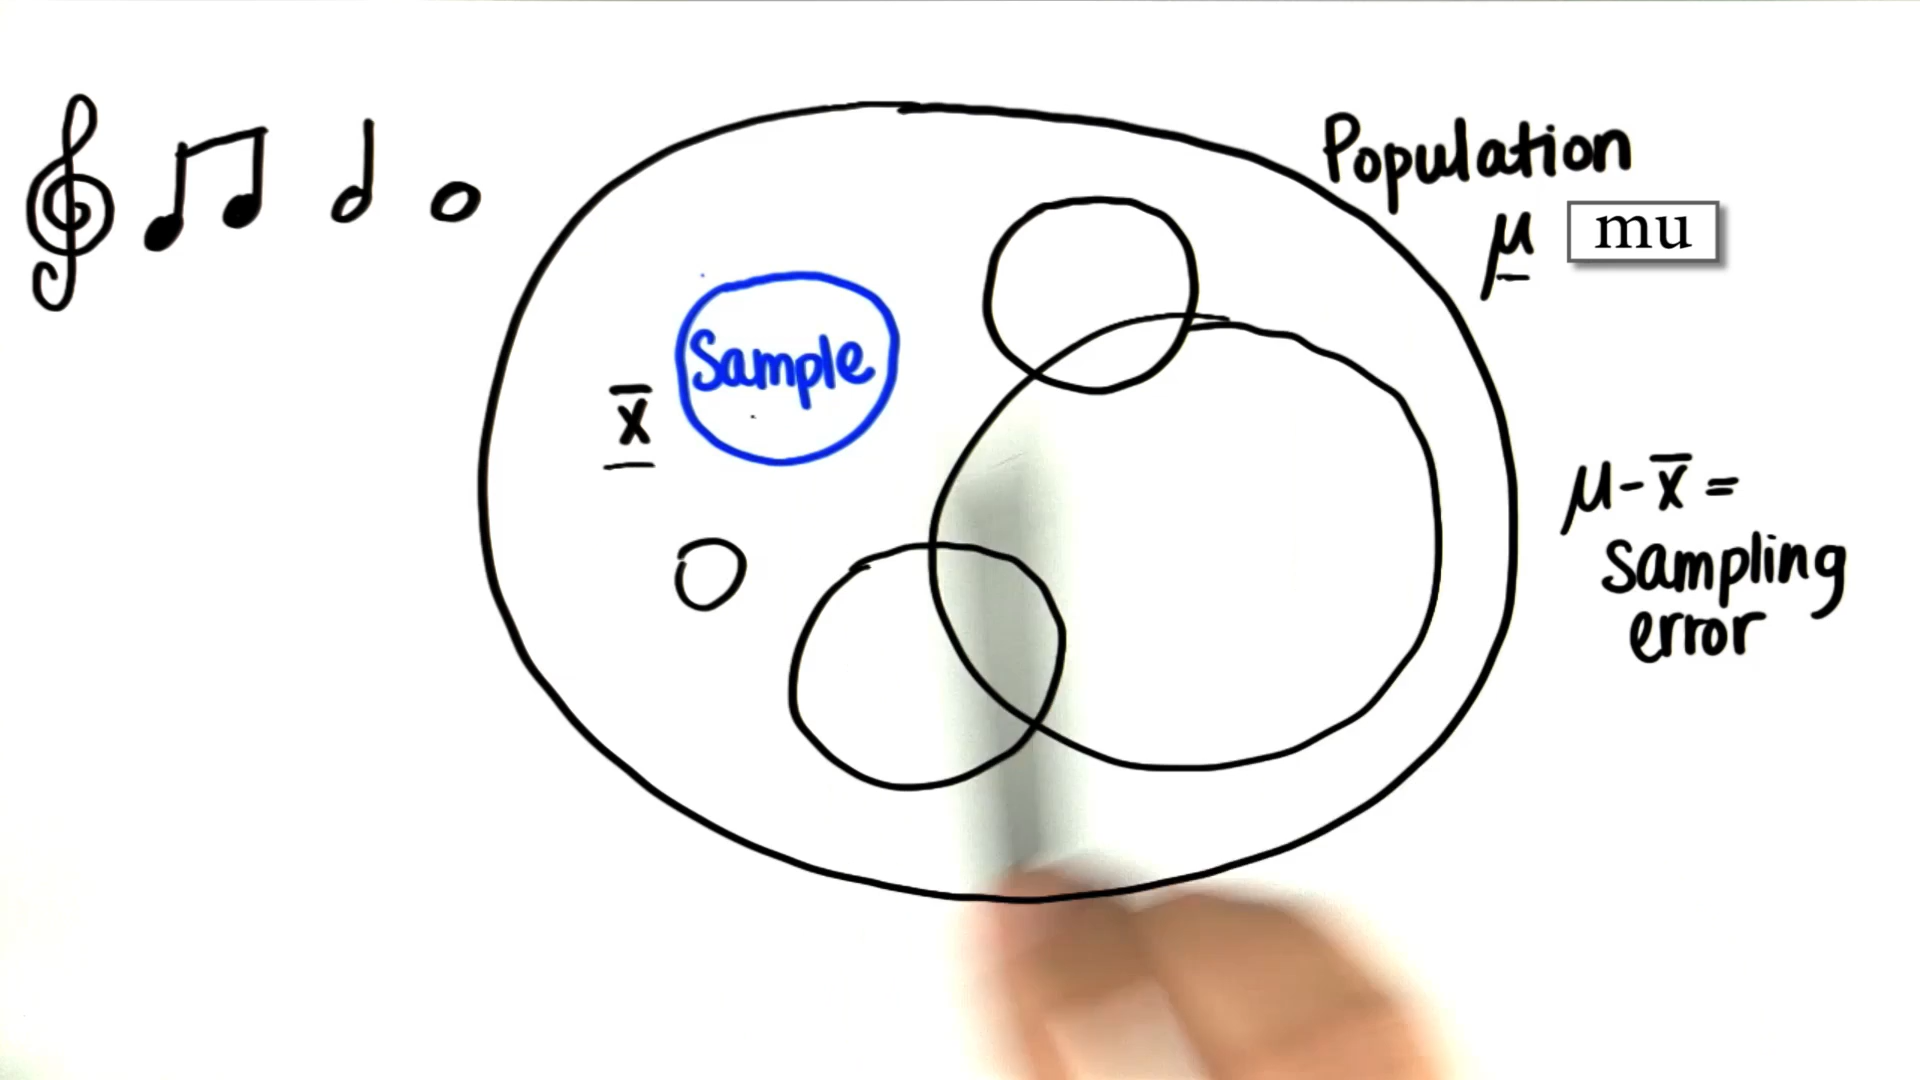 Population
μ mu
Sample
x̄
μ - x̄ =
sampling
error